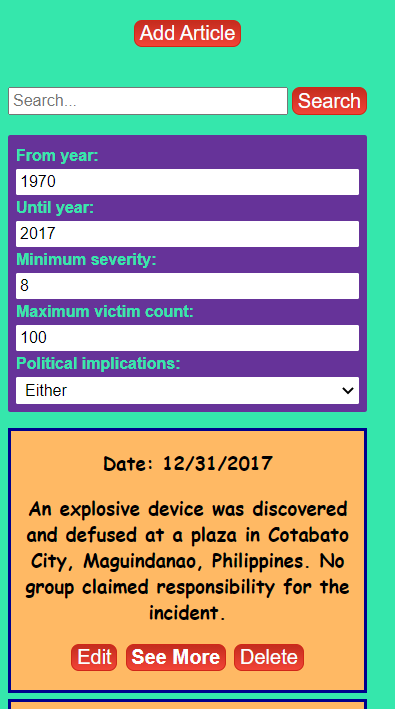 Add Article
Search...
Search
From year:
1970
Until year:
2017
Minimum severity:
8
Maximum victim count:
100
Political implications:
Either
Date: 12/31/2017
An explosive device was discovered
and defused at a plaza in Cotabato
City, Maguindanao, Philippines. No
group claimed responsibility for the
incident.
Edit See More Delete